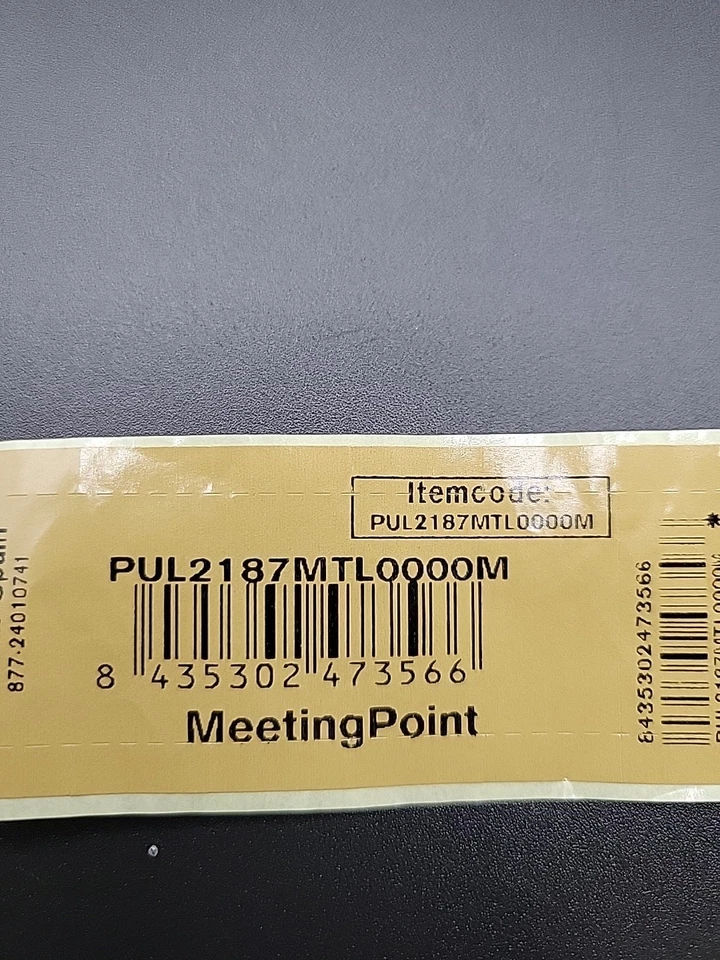 Itemcode:
PUL2187MTL0000M
PUL2187MTL0000M
8 435302 473566
MeetingPoint
877-24010741
8435302473566